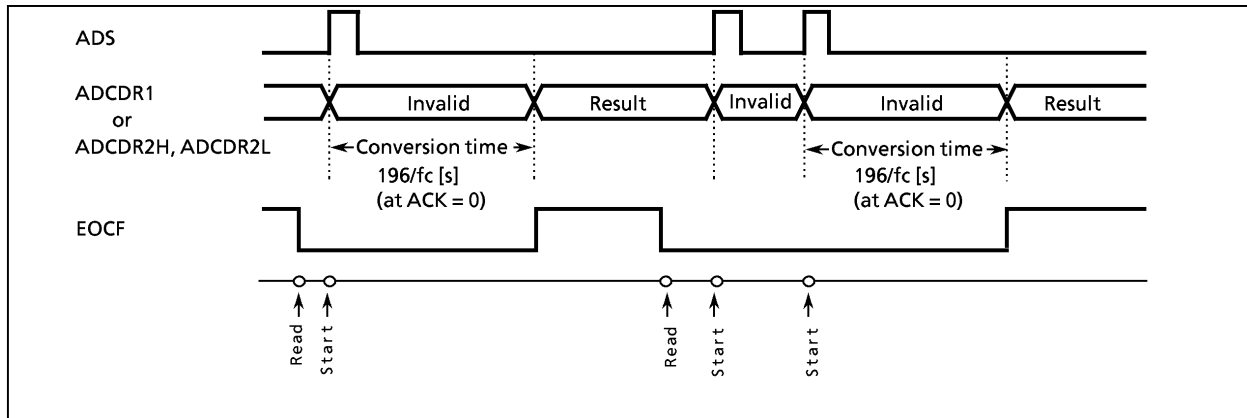 ADS
ADCDR1
or
ADCDR2H, ADCDR2L
Invalid
Result
Invalid
Invalid
Result
Conversion time
196/fc [s]
(at ACK = 0)
Conversion time
196/fc [s]
(at ACK = 0)
EOCF
Read
Start
Read
Start
Start